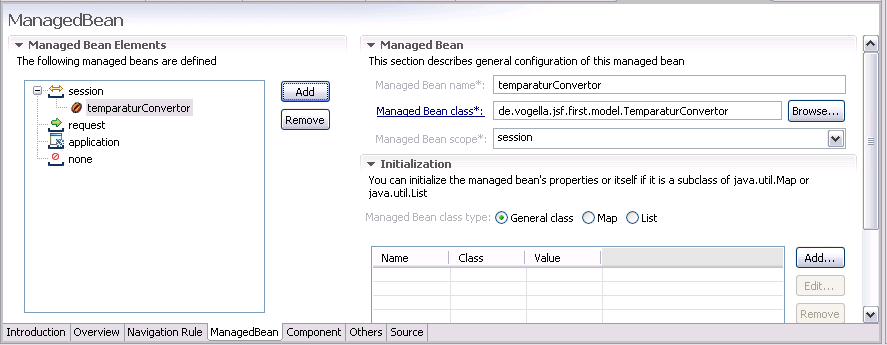 ManagedBean
Managed Bean Elements
The following managed beans are defined
session
temparaturConvertor
request
application
none
Add
Remove
Managed Bean
This section describes general configuration of this managed bean
Managed Bean name*: temparaturConvertor
Managed Bean class*: de.vogella.jsf.first.model.TemparaturConvertor Browse...
Managed Bean scope*: session
Initialization
You can initialize the managed bean's properties or itself if it is a subclass of java.util.Map or
java.util.List
Managed Bean class type: General class Map List
Name Class Value
Add...
Edit...
Remove
Introduction Overview Navigation Rule ManagedBean Component Others Source